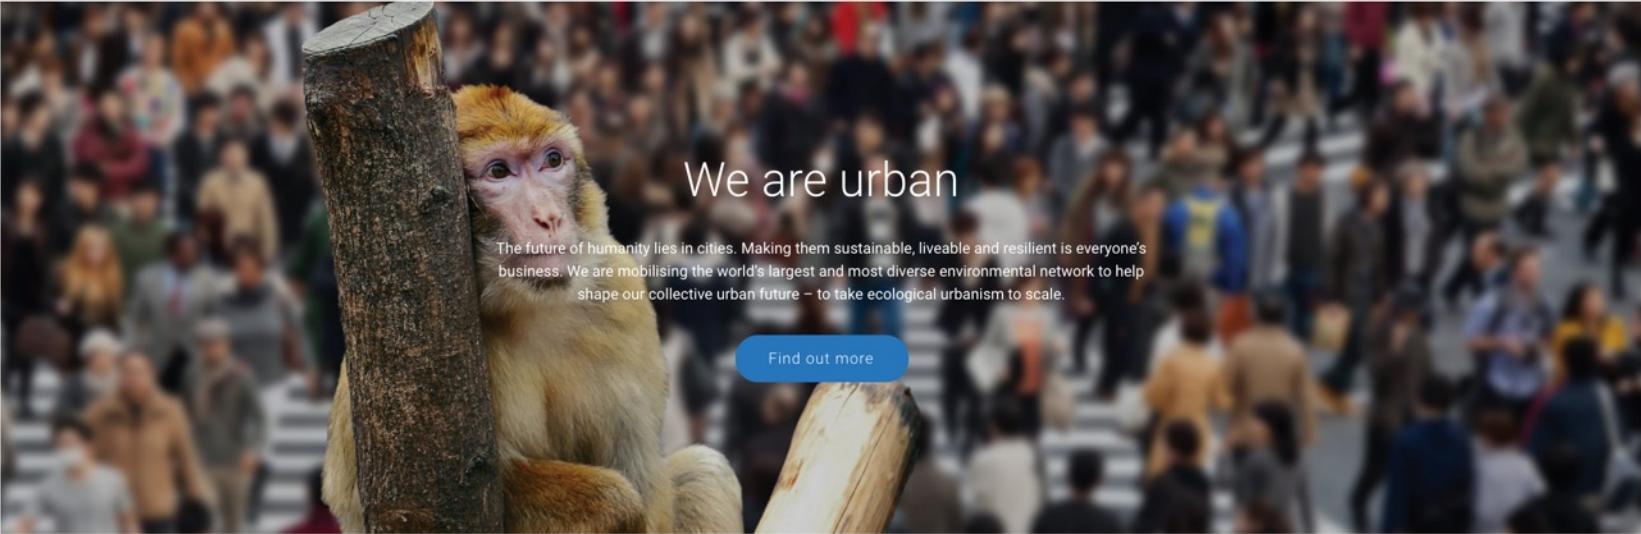 We are urban
The future of humanity lies in cities. Making them sustainable, liveable and resilient is everyone’s
business. We are mobilising the world’s largest and most diverse environmental network to help
shape our collective urban future – to take ecological urbanism to scale.
Find out more